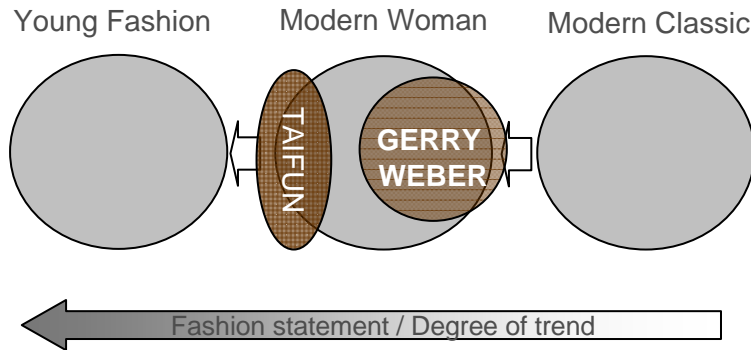 Young Fashion
Modern Woman
Modern Classic
TAIFUN
GERRY
WEBER
Fashion statement / Degree of trend